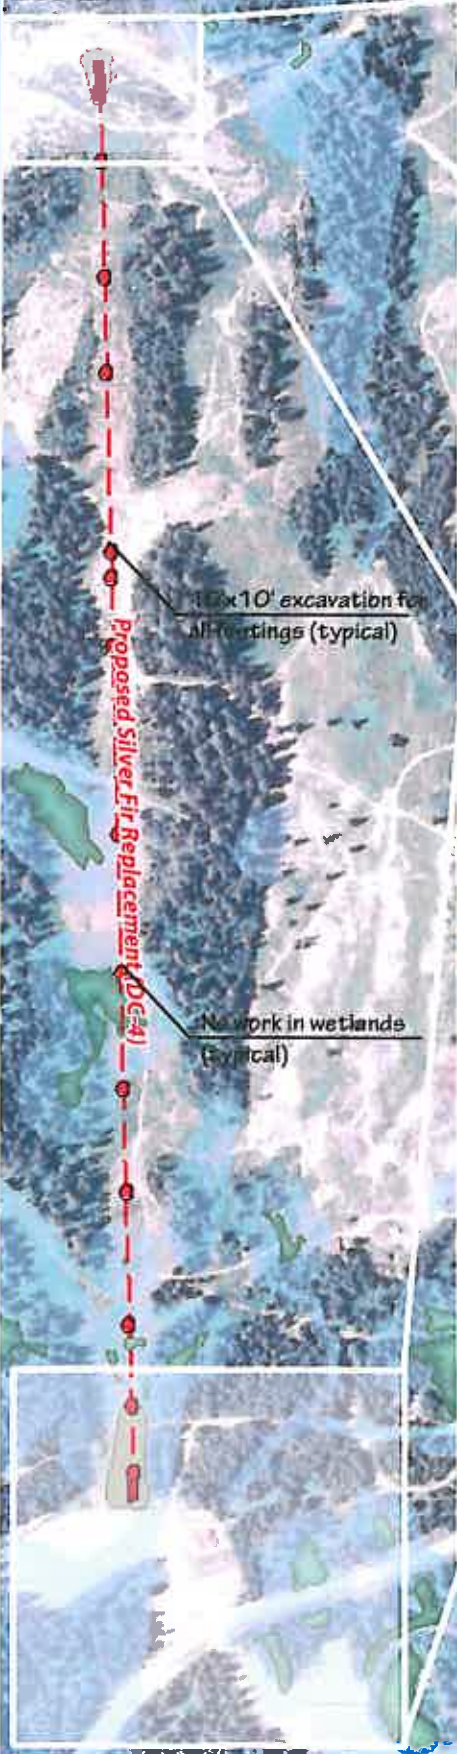 10'x10' excavation for
all footings (typical)
Proposed Silver Fir Replacement (DC-4)
No work in wetlands
(typical)